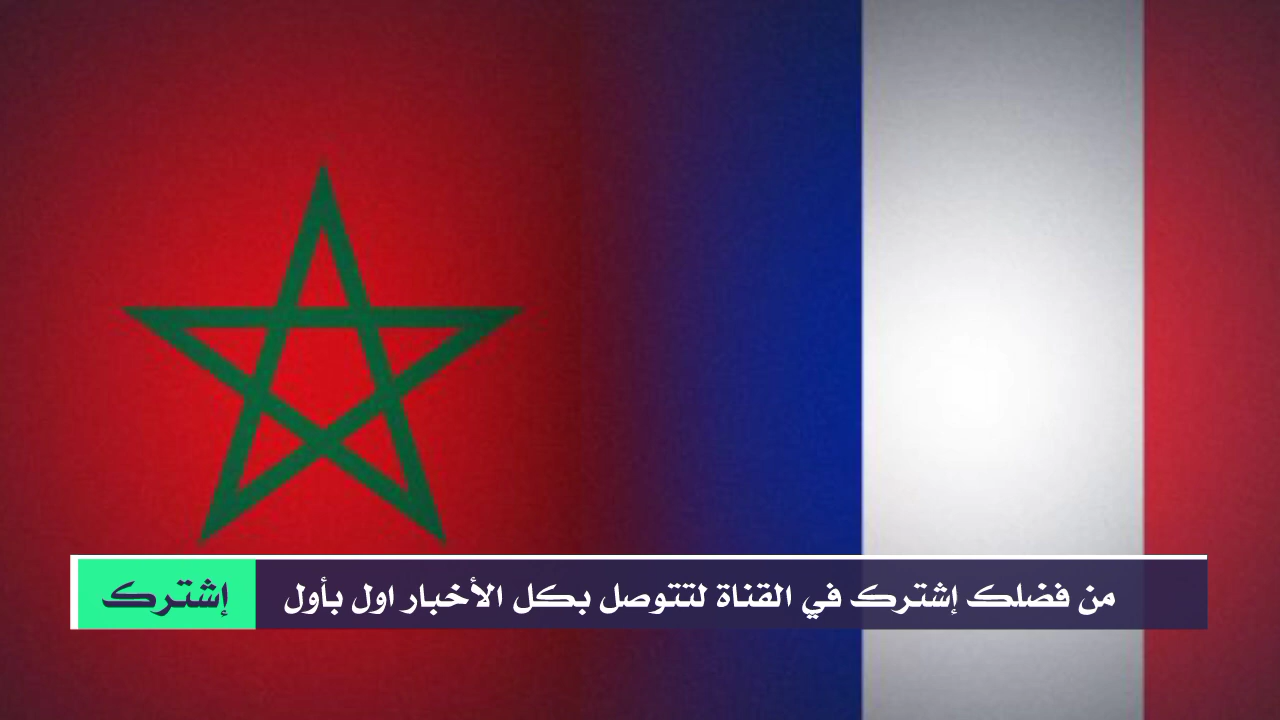 من فضلك إشترك في القناة لتتوصل بكل الأخبار اول بأول
إشترك